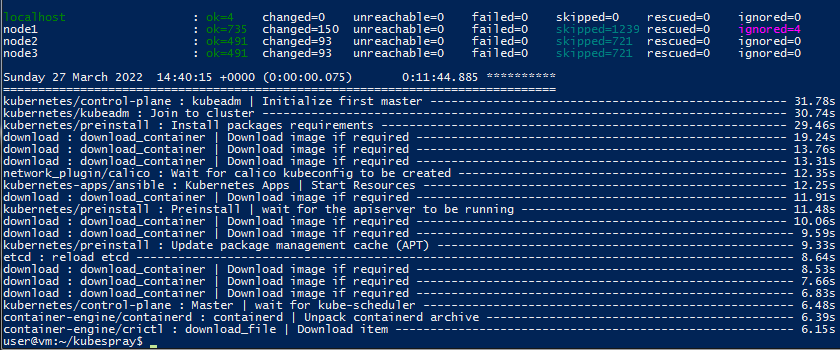 localhost : ok=4 changed=0 unreachable=0 failed=0 skipped=0 rescued=0 ignored=0
node1 : ok=735 changed=150 unreachable=0 failed=0 skipped=1239 rescued=0 ignored=4
node2 : ok=491 changed=93 unreachable=0 failed=0 skipped=721 rescued=0 ignored=0
node3 : ok=491 changed=93 unreachable=0 failed=0 skipped=721 rescued=0 ignored=0
Sunday 27 March 2022 14:40:15 +0000 (0:00:00.075) 0:11:44.885 **********
===============================================================================
kubernetes/control-plane : kubeadm | Initialize first master ---------------------------------------------------- 31.78s
kubernetes/kubeadm : Join to cluster ---------------------------------------------------------------------------- 30.74s
kubernetes/preinstall : Install packages requirements ----------------------------------------------------------- 29.46s
download : download_container | Download image if required ------------------------------------------------------ 19.24s
download : download_container | Download image if required ------------------------------------------------------ 13.76s
download : download_container | Download image if required ------------------------------------------------------ 13.31s
network_plugin/calico : Wait for calico kubeconfig to be created ------------------------------------------------ 12.35s
kubernetes-apps/ansible : Kubernetes Apps | Start Resources ----------------------------------------------------- 12.25s
download : download_container | Download image if required ------------------------------------------------------ 11.91s
kubernetes/preinstall : Preinstall | wait for the apiserver to be running --------------------------------------- 11.48s
download : download_container | Download image if required ------------------------------------------------------ 10.06s
download : download_container | Download image if required ------------------------------------------------------- 9.59s
kubernetes/preinstall : Update package management cache (APT) ---------------------------------------------------- 9.33s
etcd : reload etcd ----------------------------------------------------------------------------------------------- 8.64s
download : download_container | Download image if required ------------------------------------------------------- 8.53s
download : download_container | Download image if required ------------------------------------------------------- 7.66s
download : download_container | Download image if required ------------------------------------------------------- 6.83s
kubernetes/control-plane : Master | wait for kube-scheduler ------------------------------------------------------ 6.48s
container-engine/containerd : containerd | Unpack containerd archive --------------------------------------------- 6.39s
container-engine/crictl : download_file | Download item ---------------------------------------------------------- 6.15s
user@vm:~/kubespray$